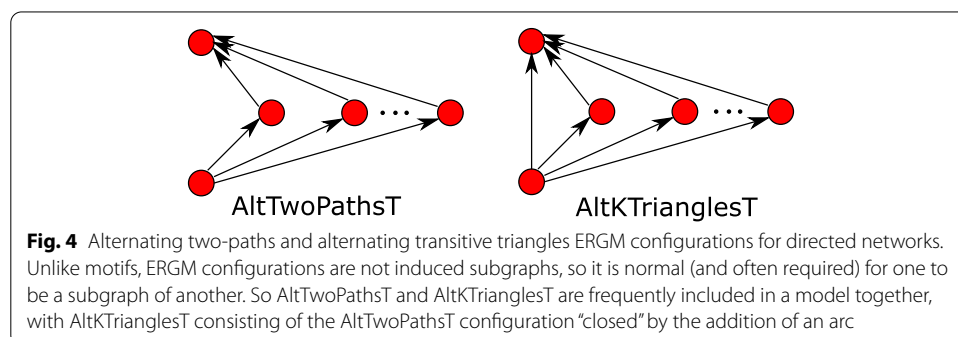 AltTwoPathsT
AltKTrianglesT
Fig. 4 Alternating two-paths and alternating transitive triangles ERGM configurations for directed networks.
Unlike motifs, ERGM configurations are not induced subgraphs, so it is normal (and often required) for one to
be a subgraph of another. So AltTwoPathsT and AltKTrianglesT are frequently included in a model together,
with AltKTrianglesT consisting of the AltTwoPathsT configuration “closed” by the addition of an arc